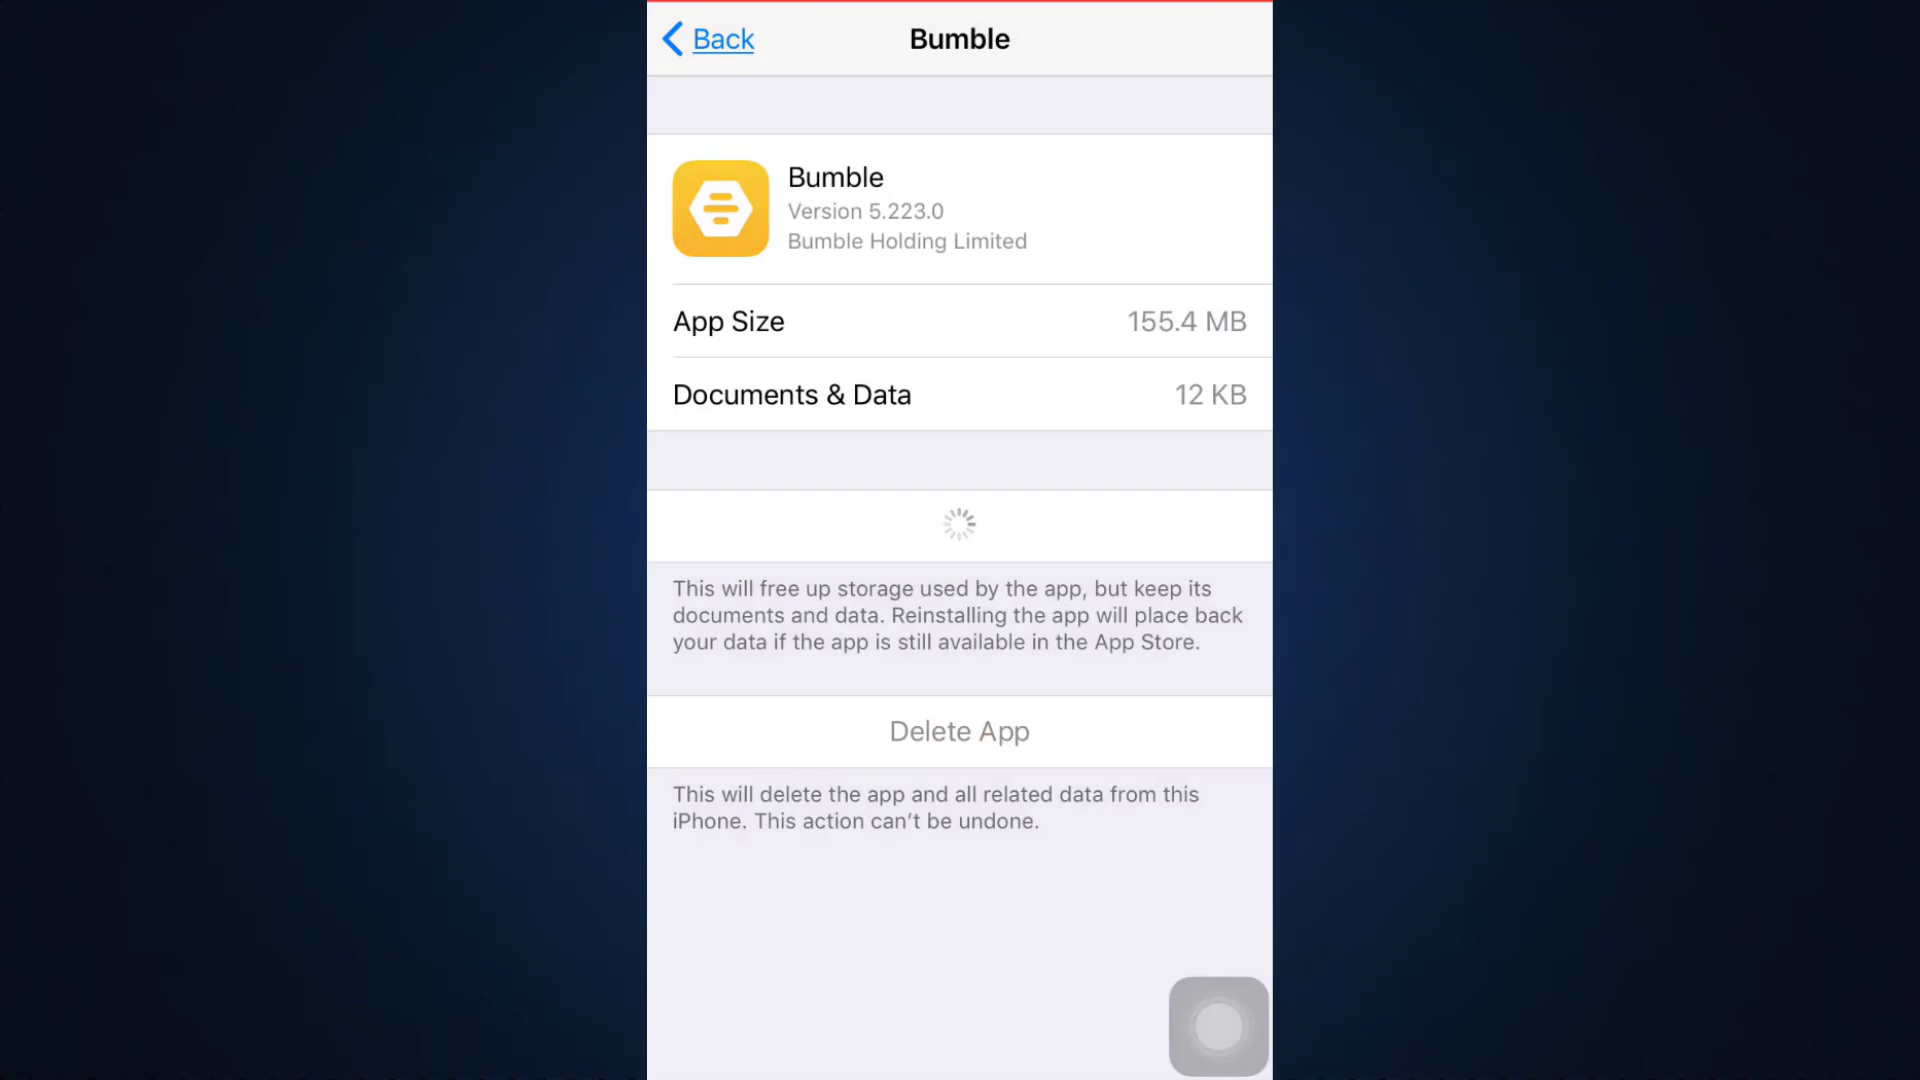 Back
Bumble
Bumble
Version 5.223.0
Bumble Holding Limited
App Size
155.4 MB
Documents & Data
12 KB
This will free up storage used by the app, but keep its
documents and data. Reinstalling the app will place back
your data if the app is still available in the App Store.
Delete App
This will delete the app and all related data from this
iPhone. This action can’t be undone.